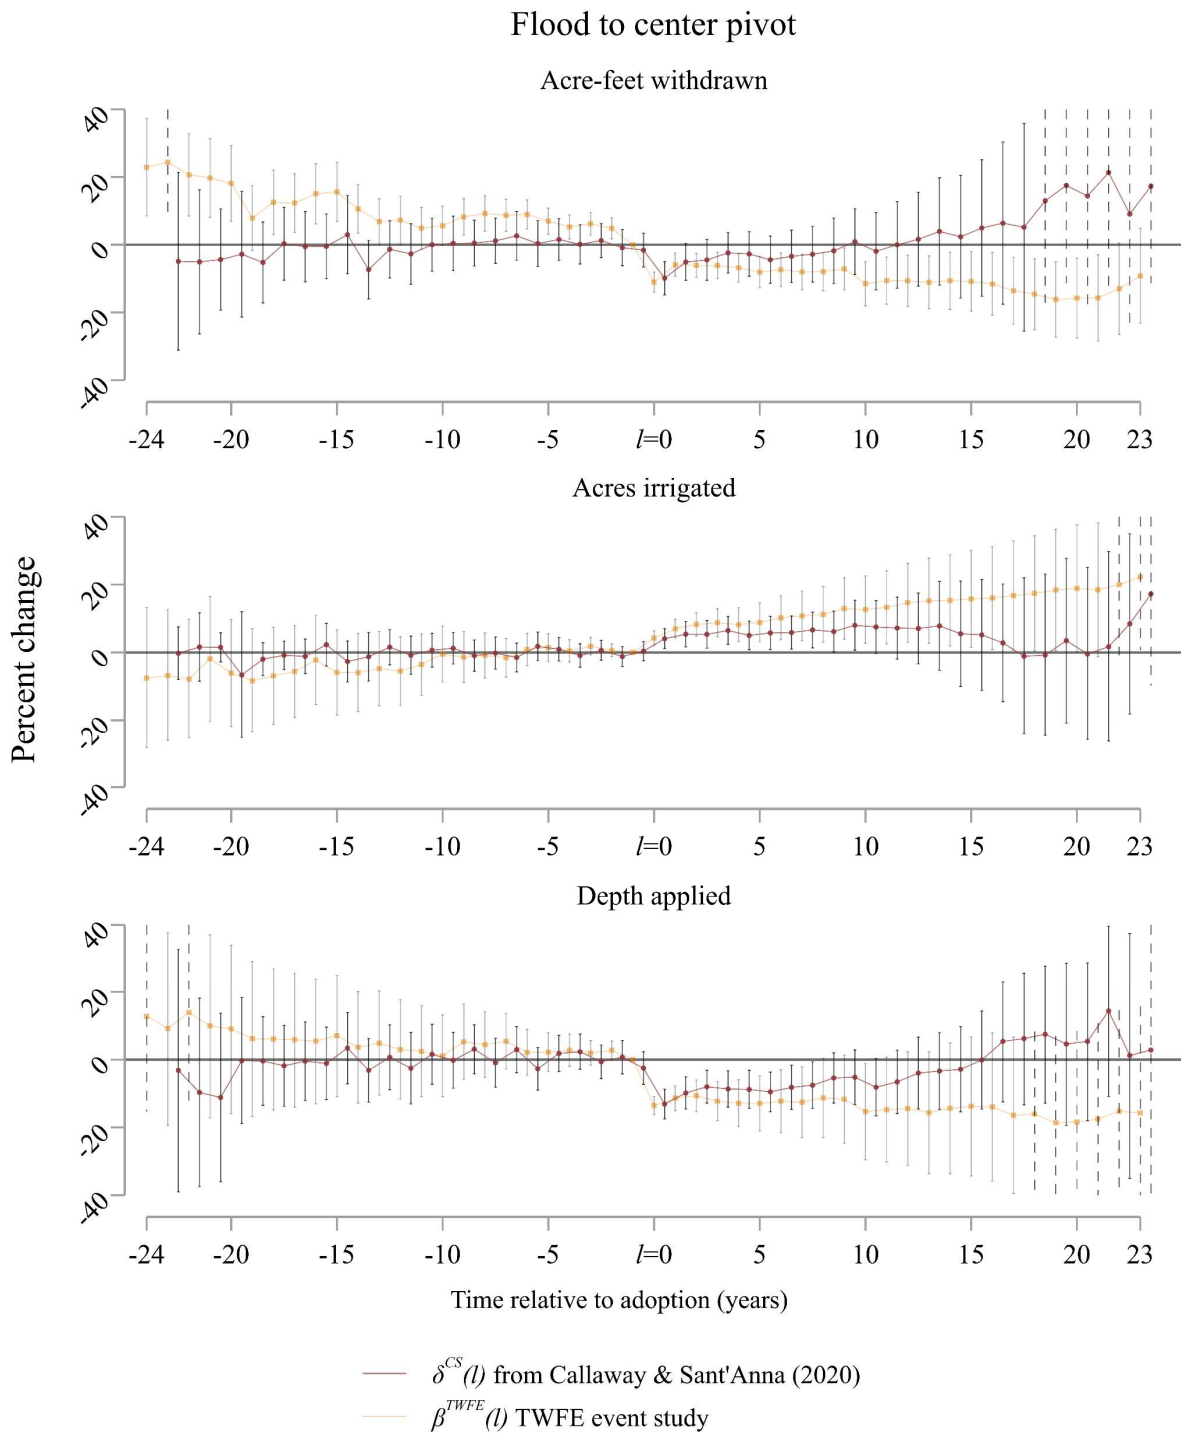 Flood to center pivot
Acre-feet withdrawn
40
20
0
-20
-40
-24 -20 -15 -10 -5 l=0 5 10 15 20 23
Acres irrigated
Percent change
40
20
0
-20
-40
-24 -20 -15 -10 -5 l=0 5 10 15 20 23
Depth applied
40
20
0
-20
-40
-24 -20 -15 -10 -5 l=0 5 10 15 20 23
Time relative to adoption (years)
δ^CS(l) from Callaway & Sant'Anna (2020)
β^TWFE(l) TWFE event study